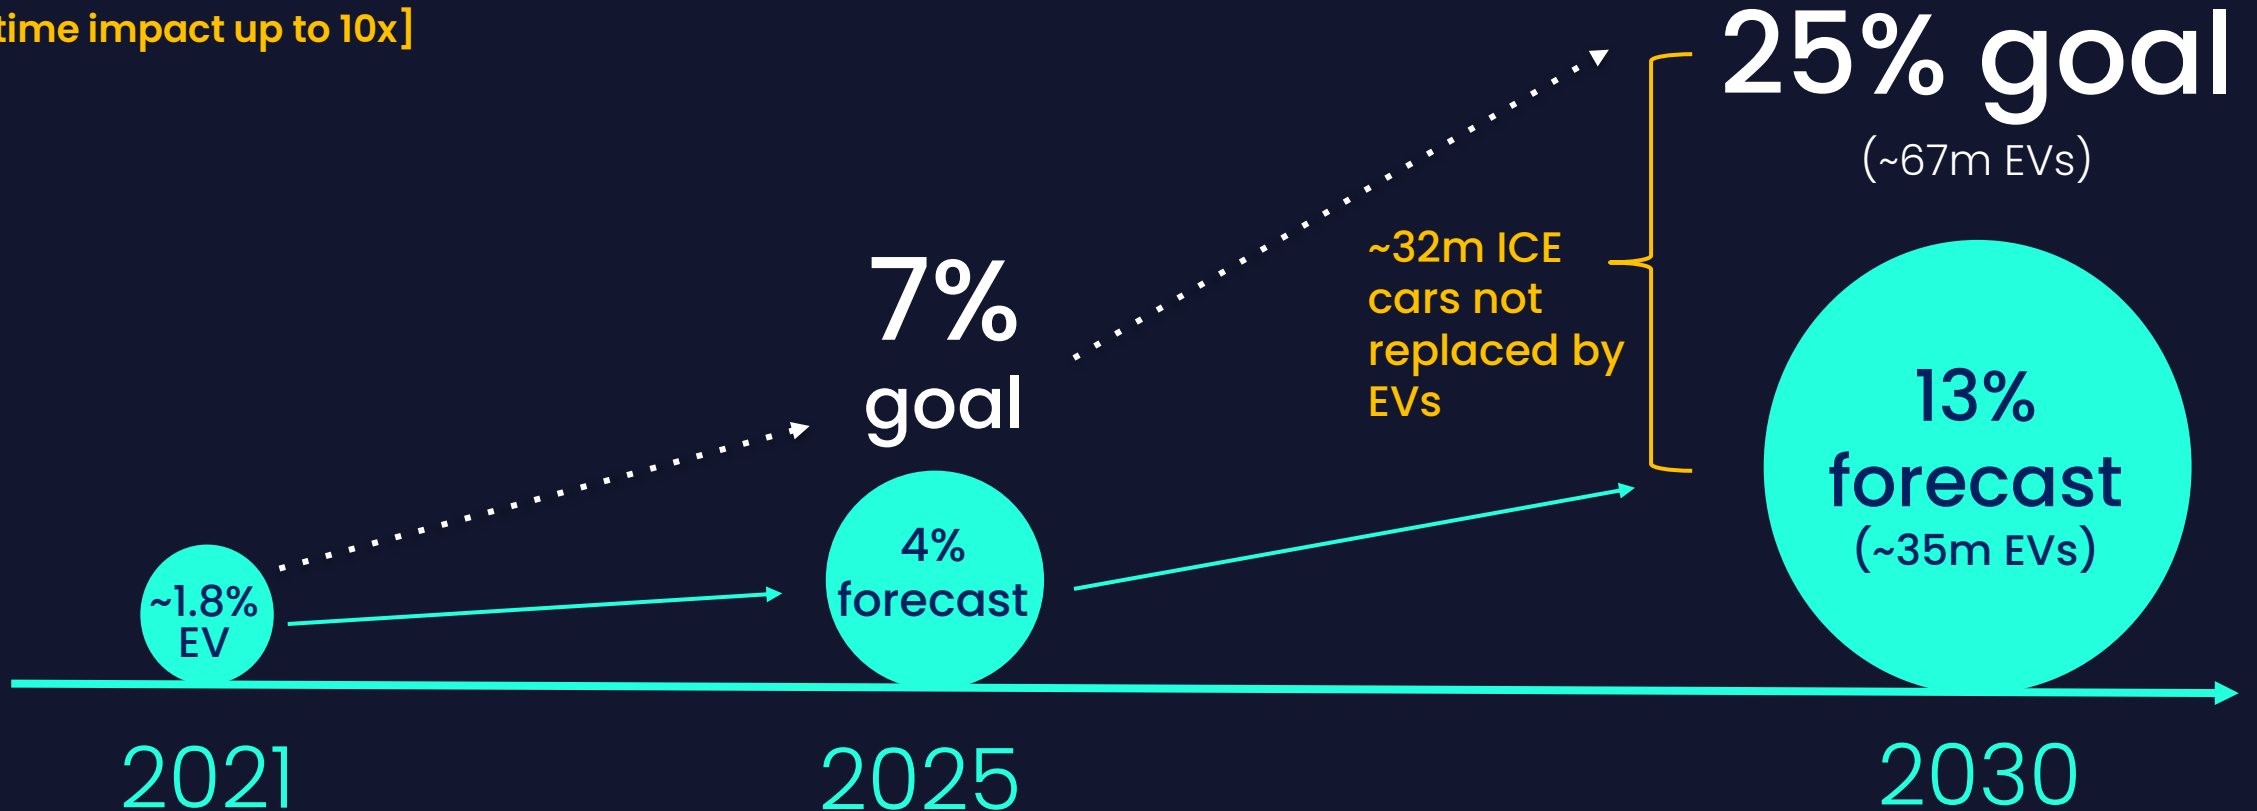 time impact up to 10x]
25% goal
(~67m EVs)
7%
goal
~32m ICE
cars not
replaced by
EVs
13%
forecast
(~35m EVs)
4%
forecast
~1.8%
EV
2021
2025
2030